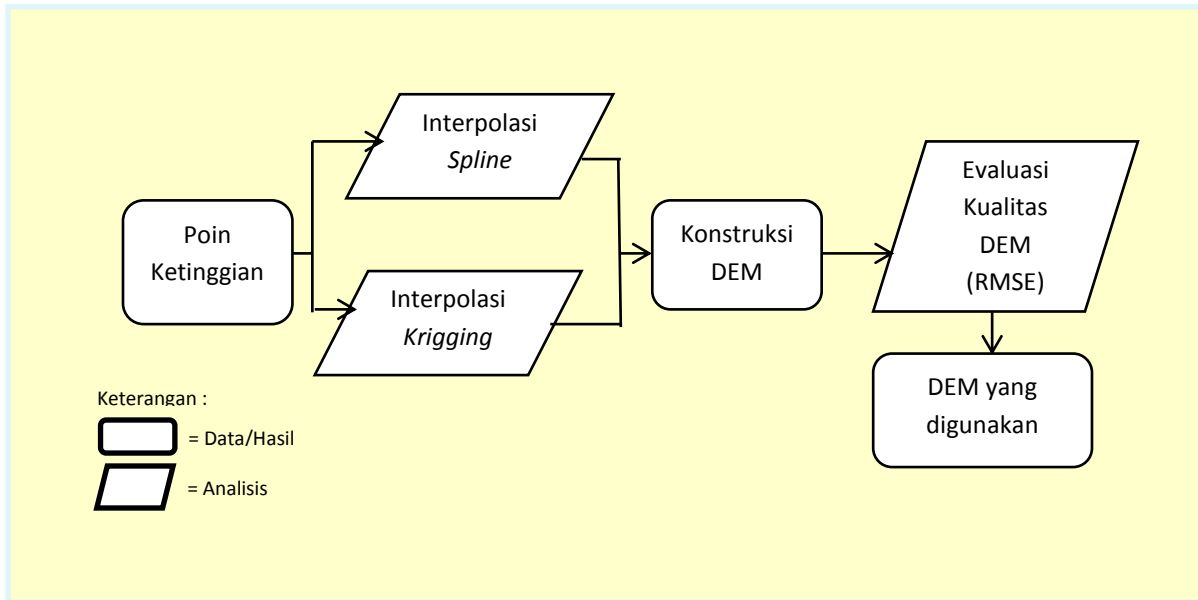 Interpolasi
Spline
Poin
Ketinggian
Interpolasi
Krigging
Konstruksi
DEM
Evaluasi
Kualitas
DEM
(RMSE)
DEM yang
digunakan
Keterangan :
= Data/Hasil
= Analisis